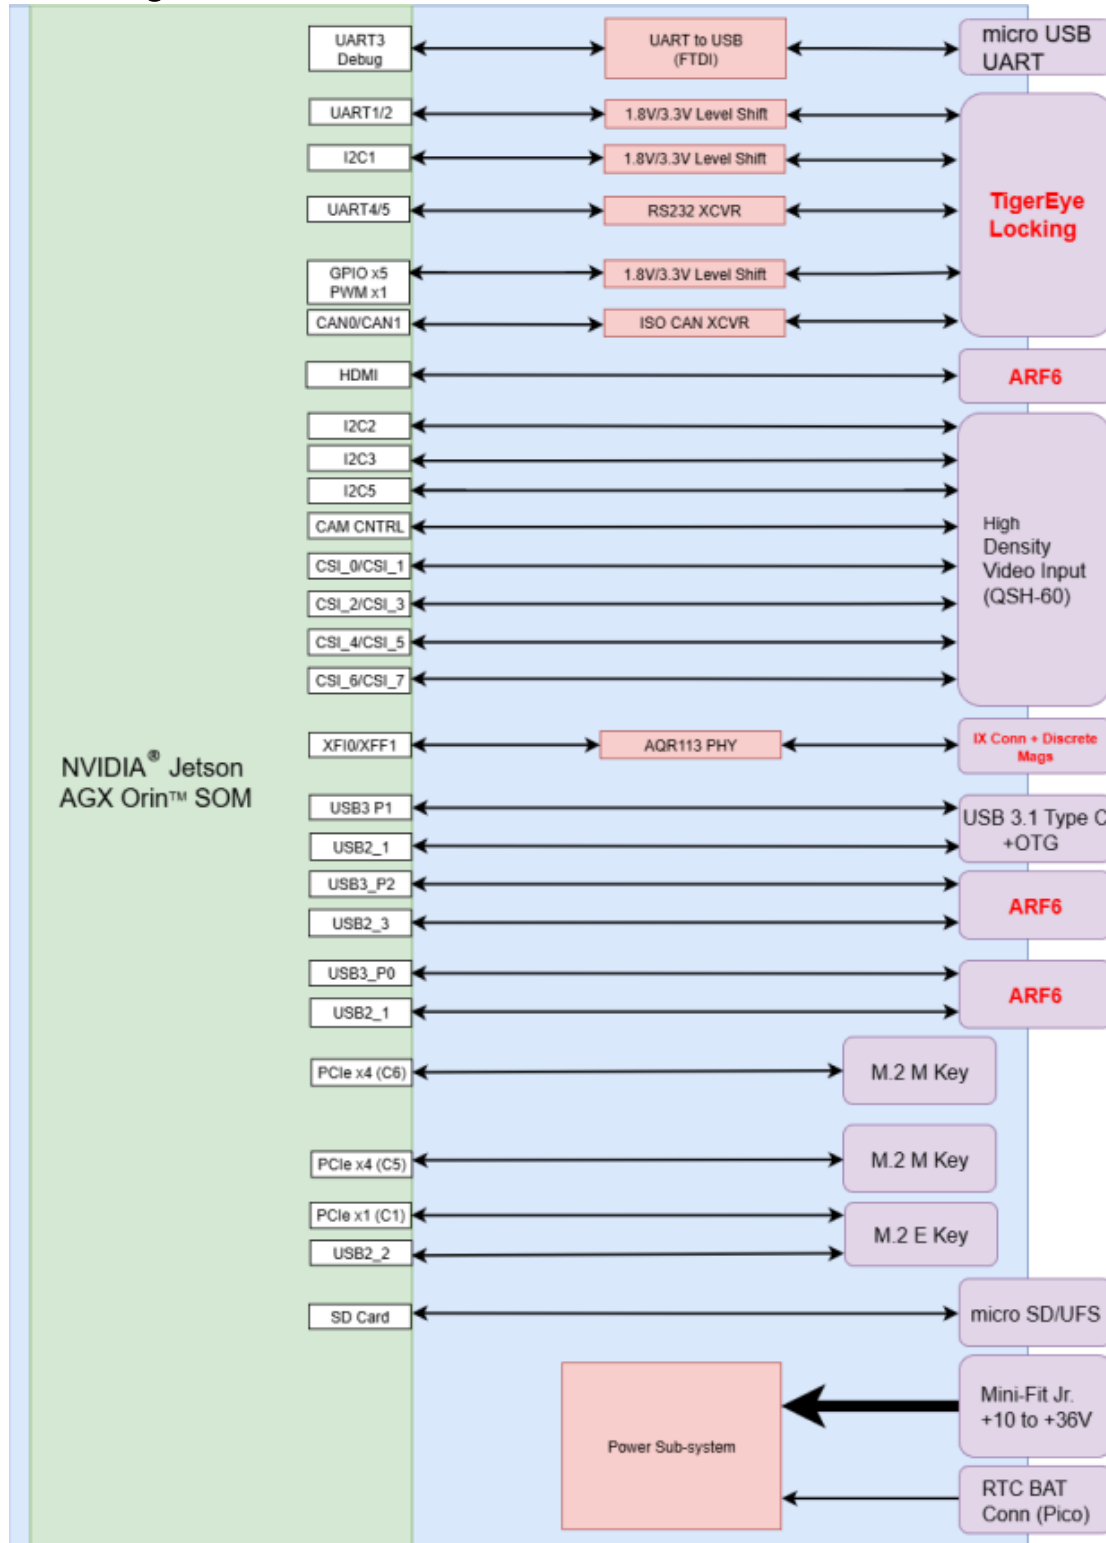 UART3
Debug
UART to USB
(FTDI)
micro USB
UART
UART1/2
1.8V/3.3V Level Shift
I2C1
1.8V/3.3V Level Shift
TigerEye
Locking
UART4/5
RS232 XCVR
GPIO x5
PWM x1
1.8V/3.3V Level Shift
CAN0/CAN1
ISO CAN XCVR
HDMI
ARF6
I2C2
I2C3
I2C5
CAM CNTRL
CSI_0/CSI_1
CSI_2/CSI_3
CSI_4/CSI_5
CSI_6/CSI_7
High
Density
Video Input
(QSH-60)
XFI0/XFF1
AQR113 PHY
IX Conn + Discrete
Mags
NVIDIA® Jetson
AGX Orin™ SOM
USB3 P1
USB2_1
USB 3.1 Type C
+OTG
USB3_P2
USB2_3
ARF6
USB3_P0
USB2_1
ARF6
PCIe x4 (C6)
M.2 M Key
PCIe x4 (C5)
M.2 M Key
PCIe x1 (C1)
USB2_2
M.2 E Key
SD Card
micro SD/UFS
Power Sub-system
Mini-Fit Jr.
+10 to +36V
RTC BAT
Conn (Pico)